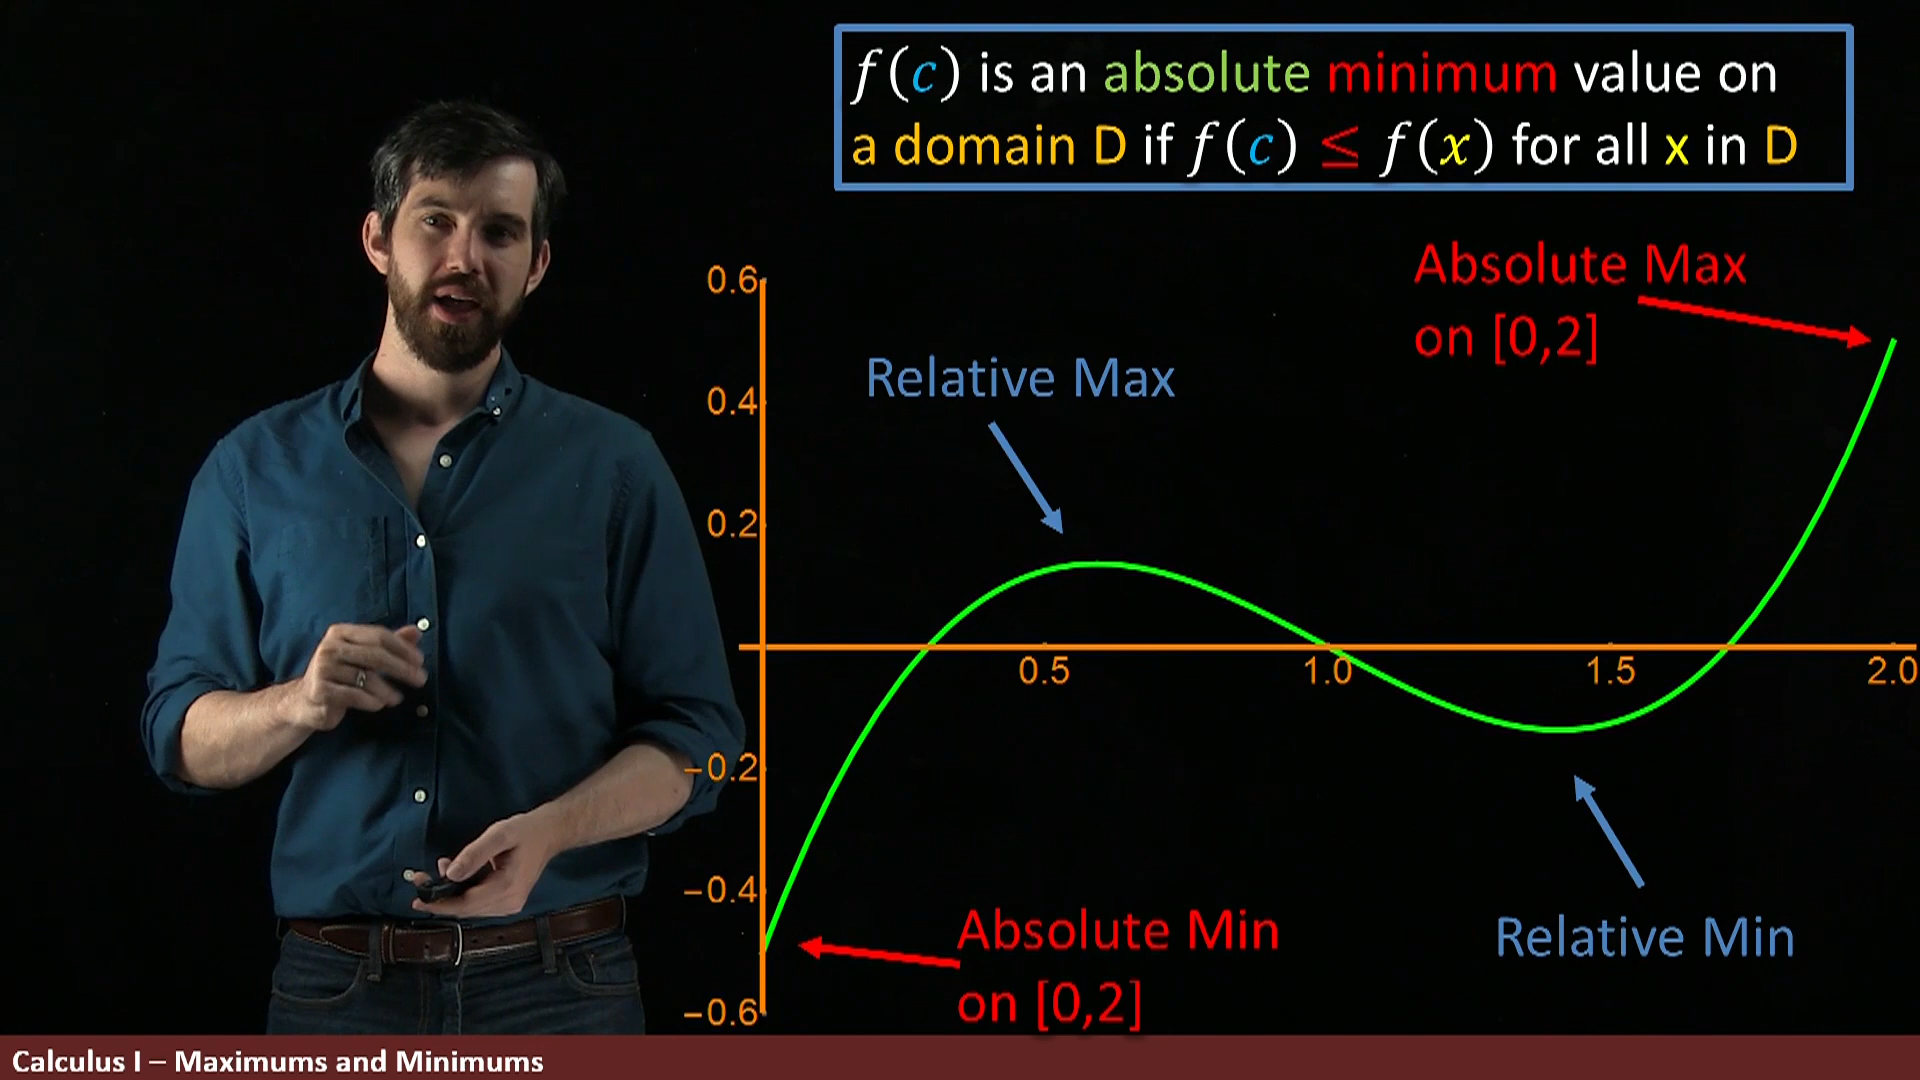 f(c) is an absolute minimum value on
a domain D if f(c) ≤ f(x) for all x in D
Absolute Max
on [0,2]
Relative Max
0.6
0.4
0.2
0.5
1.0
1.5
2.0
−0.2
−0.4
−0.6
Absolute Min
on [0,2]
Relative Min
Calculus I – Maximums and Minimums